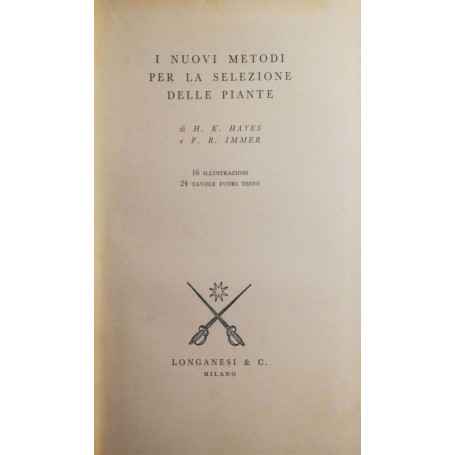 I NUOVI METODI
PER LA SELEZIONE
DELLE PIANTE
di H. K. HAYES
e F. R. IMMER
16 ILLUSTRAZIONI
24 TAVOLE FUORI TESTO
LONGANESI & C.
MILANO